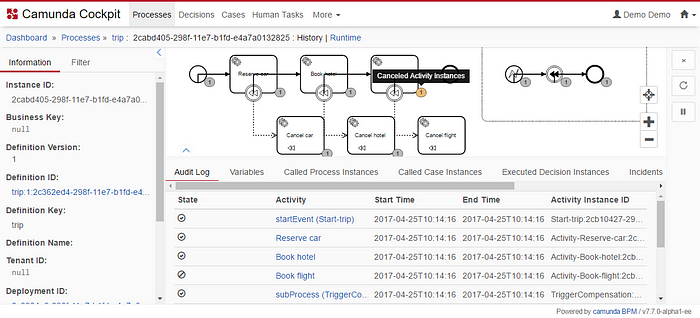 Camunda Cockpit Processes Decisions Cases Human Tasks More Demo Demo
Dashboard » Processes » trip : 2cabd405-298f-11e7-b1fd-e4a7a0132825 : History | Runtime
Information Filter
Instance ID:
2cabd405-298f-11e7-b1fd-e4a7a0...
Business Key:
null
Definition Version:
1
Definition ID:
trip:1:2c362ed4-298f-11e7-b1fd-e4...
Definition Key:
trip
Definition Name:
Tenant ID:
null
Deployment ID:
Reserve car Book hotel
Canceled Activity Instances
1 1 1 1 1 1
Cancel car Cancel hotel Cancel flight
1 1
Audit Log Variables Called Process Instances Called Case Instances Executed Decision Instances Incidents
State Activity Start Time End Time Activity Instance ID
startEvent (Start-trip) 2017-04-25T10:14:16 2017-04-25T10:14:16 Start-trip:2cb10427-29...
Reserve car 2017-04-25T10:14:16 2017-04-25T10:14:16 Activity-Reserve-car:2c...
Book hotel 2017-04-25T10:14:16 2017-04-25T10:14:16 Activity-Book-hotel:2cb...
Book flight 2017-04-25T10:14:16 2017-04-25T10:14:16 Activity-Book-flight:2c...
subProcess (TriggerCo... 2017-04-25T10:14:16 2017-04-25T10:14:16 TriggerCompensation:...
Powered by camunda BPM / v7.7.0-alpha1-ee